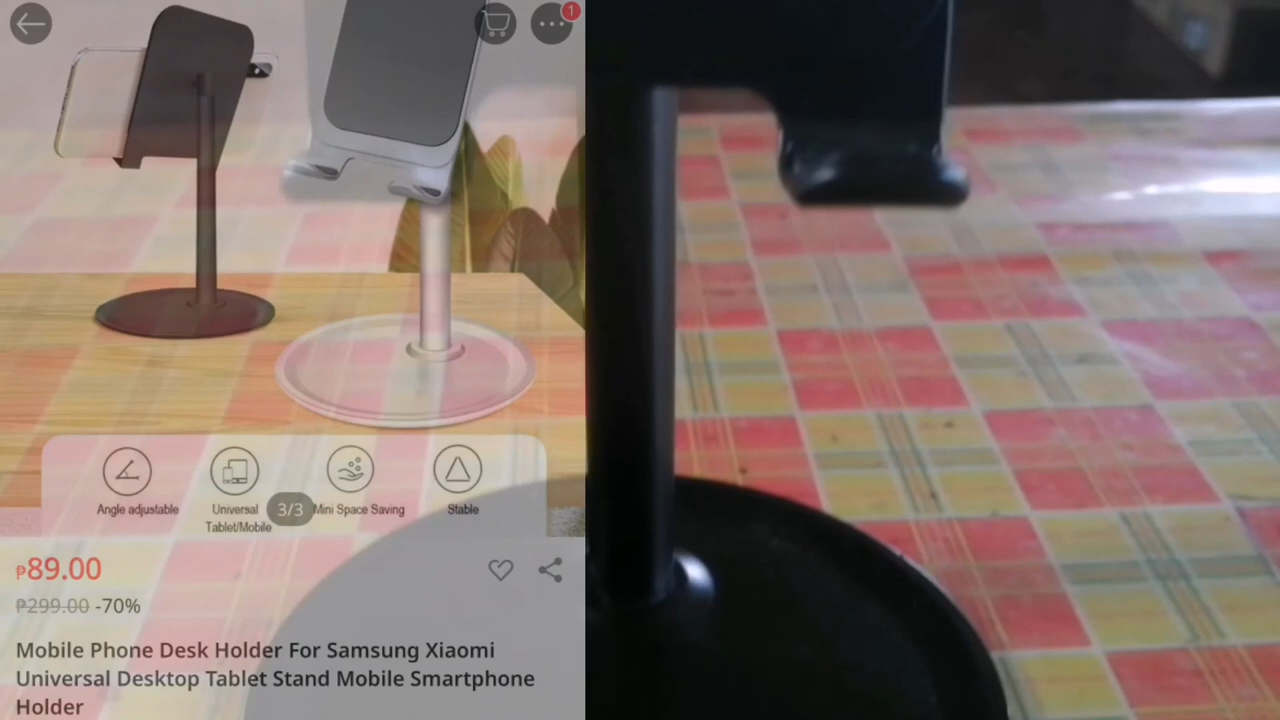 1
Angle adjustable
Universal
Tablet/Mobile
3/3
Mini Space Saving
Stable
₱89.00
₱299.00 -70%
Mobile Phone Desk Holder For Samsung Xiaomi
Universal Desktop Tablet Stand Mobile Smartphone
Holder